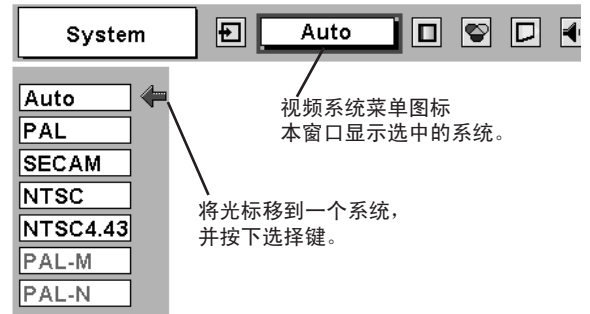 System
Auto
视频系统菜单图标
本窗口显示选中的系统。
Auto
PAL
SECAM
NTSC
NTSC4.43
PAL-M
PAL-N
将光标移到一个系统，
并按下选择键。